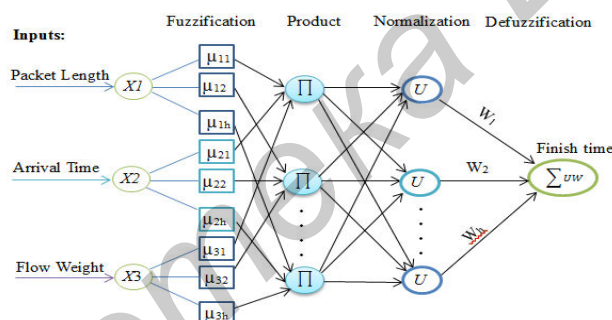 Fuzzification Product Normalization Defuzzification
Inputs:
Packet Length
Arrival Time
Flow Weight
X1
X2
X3
μ11
μ12
μ1h
μ21
μ22
μ2h
μ31
μ32
μ3h
∏
∏
∏
U
U
U
W₁
W2
Wh
Finish time
∑uw